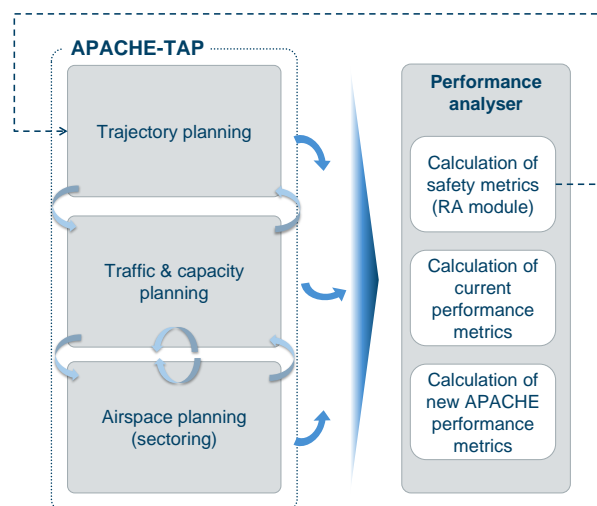 APACHE-TAP
Trajectory planning
Traffic & capacity
planning
Airspace planning
(sectoring)
Performance
analyser
Calculation of
safety metrics
(RA module)
Calculation of
current
performance
metrics
Calculation of
new APACHE
performance
metrics